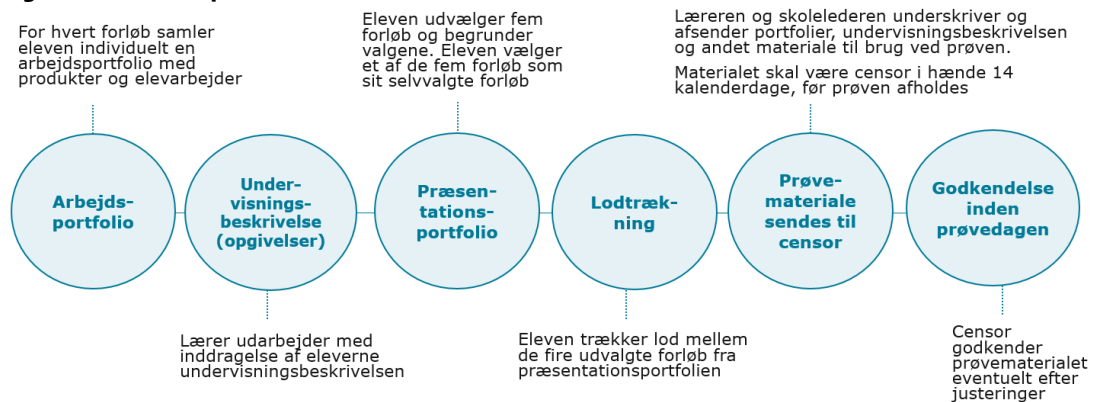 For hvert forløb samler
eleven individuelt en
arbejdsportfolio med
produkter og elevarbejder
Eleven udvælger fem
forløb og begrunder
valgene. Eleven vælger
et af de fem forløb som
sit selvvalgte forløb
Læreren og skolelederen underskriver og
afsender portfolier, undervisningsbeskrivelsen
og andet materiale til brug ved prøven.
Materialet skal være censor i hænde 14
kalenderdage, før prøven afholdes
Arbejds-
portfolio
Under-
visnings-
beskrivelse
(opgivelser)
Præsen-
tations-
portfolio
Lodtræk-
ning
Prøve-
materiale
sendes til
censor
Godkendelse
inden
prøvedagen
Lærer udarbejder med
inddragelse af eleverne
undervisningsbeskrivelsen
Eleven trækker lod mellem
de fire udvalgte forløb fra
præsentationsportfolien
Censor
godkender
prøvematerialet
eventuelt efter
justeringer